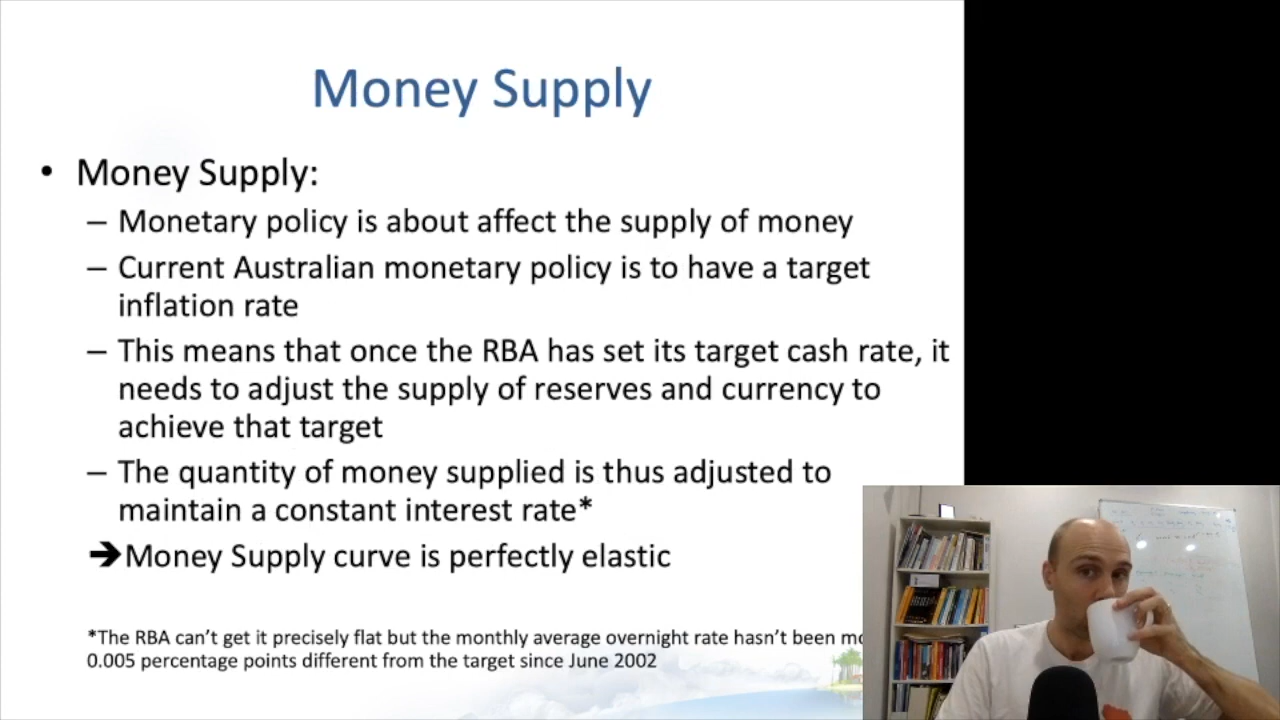 Money Supply
• Money Supply:
– Monetary policy is about affect the supply of money
– Current Australian monetary policy is to have a target
inflation rate
– This means that once the RBA has set its target cash rate, it
needs to adjust the supply of reserves and currency to
achieve that target
– The quantity of money supplied is thus adjusted to
maintain a constant interest rate*
➔Money Supply curve is perfectly elastic
*The RBA can’t get it precisely flat but the monthly average overnight rate hasn’t been
0.005 percentage points different from the target since June 2002